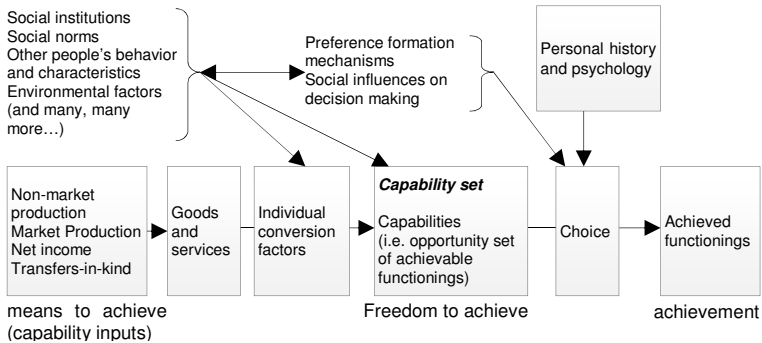 Social institutions
Social norms
Other people's behavior
and characteristics
Environmental factors
(and many, many
more…)
Preference formation
mechanisms
Social influences on
decision making
Personal history
and psychology
Non-market
production
Market Production
Net income
Transfers-in-kind
Goods
and
services
Individual
conversion
factors
Capability set
Capabilities
(i.e. opportunity set
of achievable
functionings)
Choice
Achieved
functionings
means to achieve
(capability inputs)
Freedom to achieve
achievement